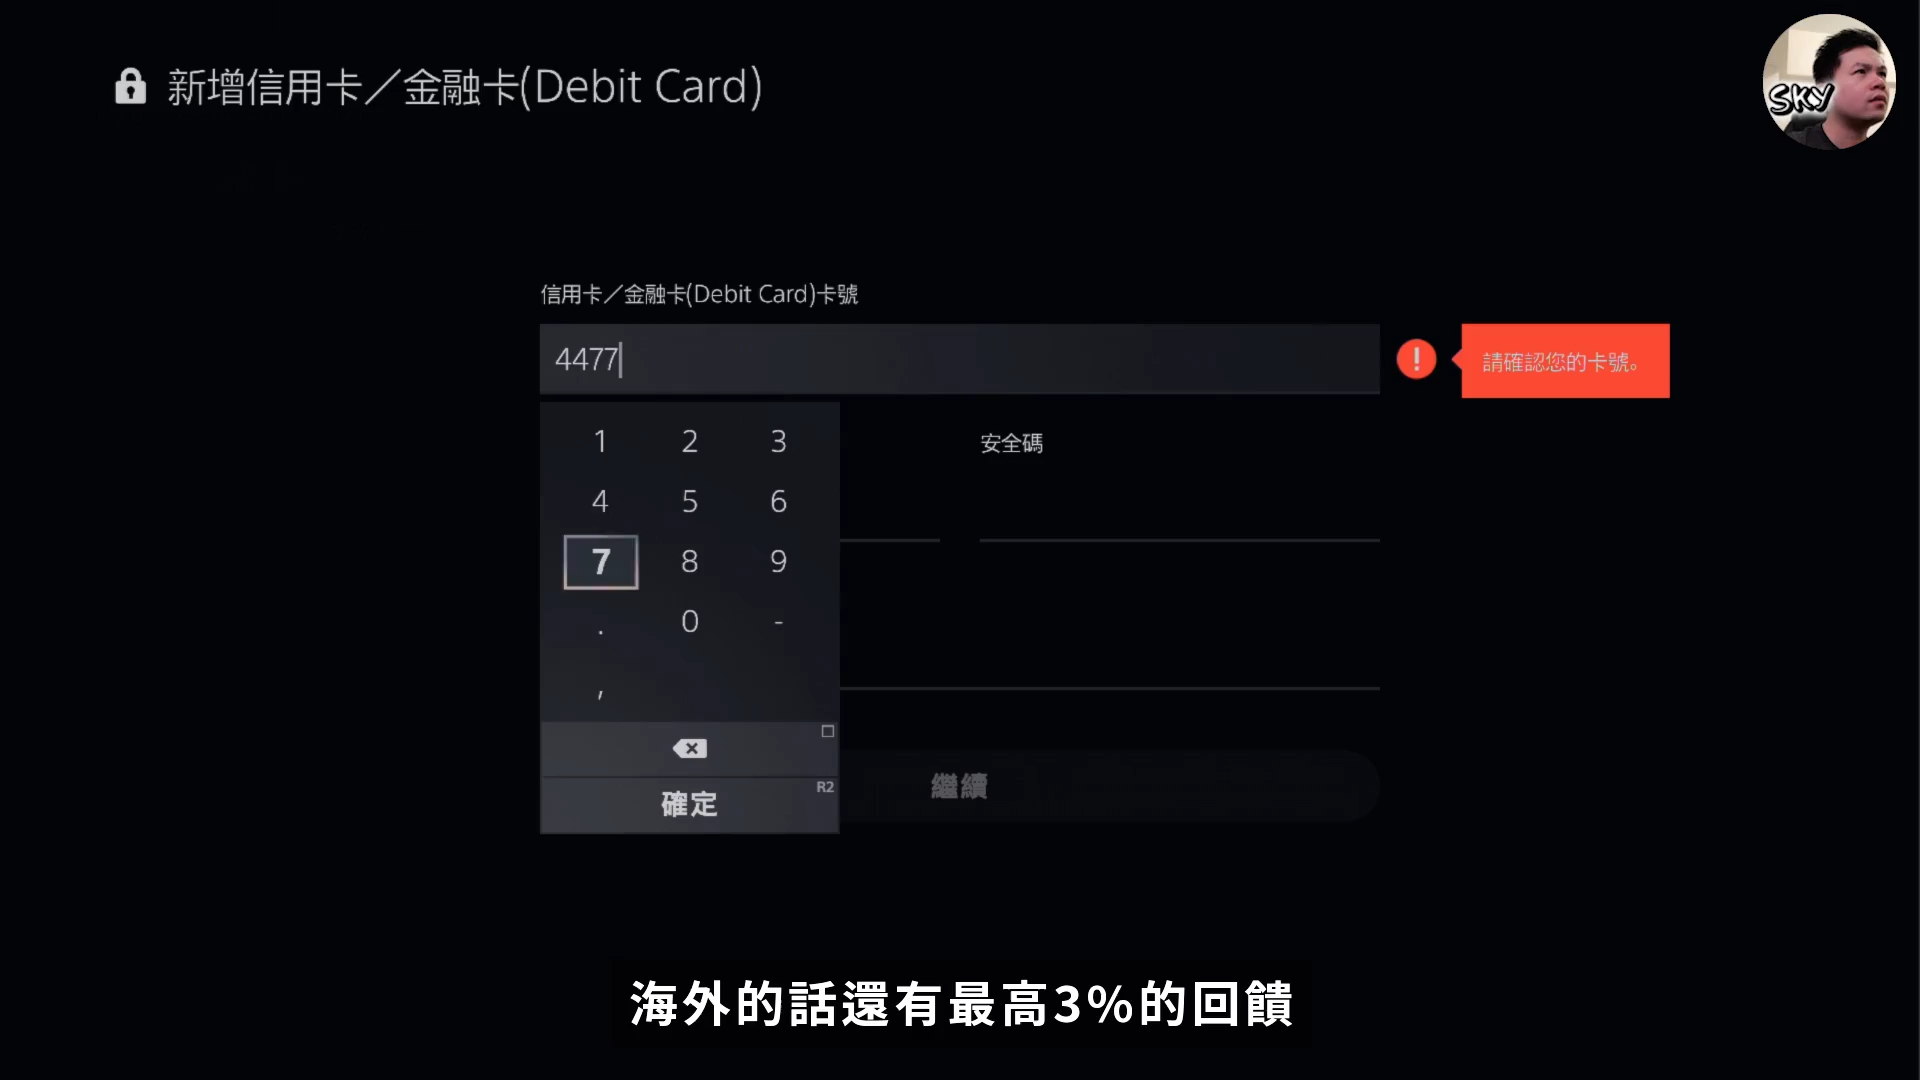 新增信用卡／金融卡(Debit Card)
SKY
信用卡／金融卡(Debit Card)卡號
4477
!
請確認您的卡號。
1 2 3
安全碼
4 5 6
7 8 9
. 0 -
,
確定
R2
繼續
海外的話還有最高3%的回饋